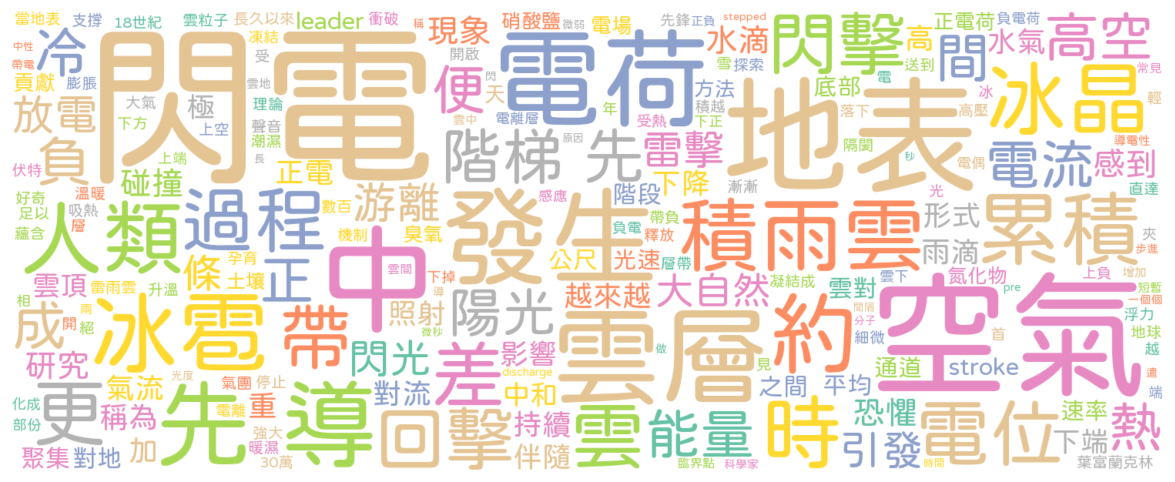 當地表 18世紀 雲粒子 長久以來 leader 衝破 硝酸鹽 微弱 電場 先鋒 正負 stepped 正電荷 負電荷
中性 支撐 冷 閃電 凍結 現象 電荷 水滴 雪 探索 閃擊 高 間 水氣 高空
帶電 貢獻 膨脹 受 開啟 便 閃 送到 常見
放電 大氣 極 雲地 理論 天 年 方法 積越 底部 電 冰 輕
下方 上空 聲音 雲中 電離層 受熱 下正 地表 落下 高壓 冰晶
負 潮濕 階梯 先 原因 雷擊 隔閡 秒 電偶 導電性
伏特 上端 長 正電 電流 感到
好奇 碰撞 溫暖 感應 階段 下降 漸漸 光 直達
足以 人類 吸熱 過程 數百 游離 發生 負電 帶負 積雨雲 形式 累積 夾
蘊含 層 機制 臭氧 公尺 光速 釋放 雨滴 步進
條 孕育 土壤 正 中 雲間 下掉 層帶 氮化物 上負 增加
雲頂 雷雨雲 升溫 導 越來越 大自然 凝結成 雲對 雲下 pre 短暫
相 兩 照射 陽光 間隔 分子 一個個
成 開 絕 冰雹 帶 微秒 雲層 約 細微 空氣 首 浮力
研究 閃光 差 影響 做 見 通道 stroke 地球 越
氣流 光度 氣團 停止 對流 discharge 中和 之間 平均 遭
化成 更 稱為 先導 電離 重 回擊 持續 雲 能量 時 恐懼 電位 速率 熱 端
部份 強大
聚集 對地 加 暖濕 30萬 伴隨 臨界點 科學家 引發 時間 下端 葉富蘭克林
稱